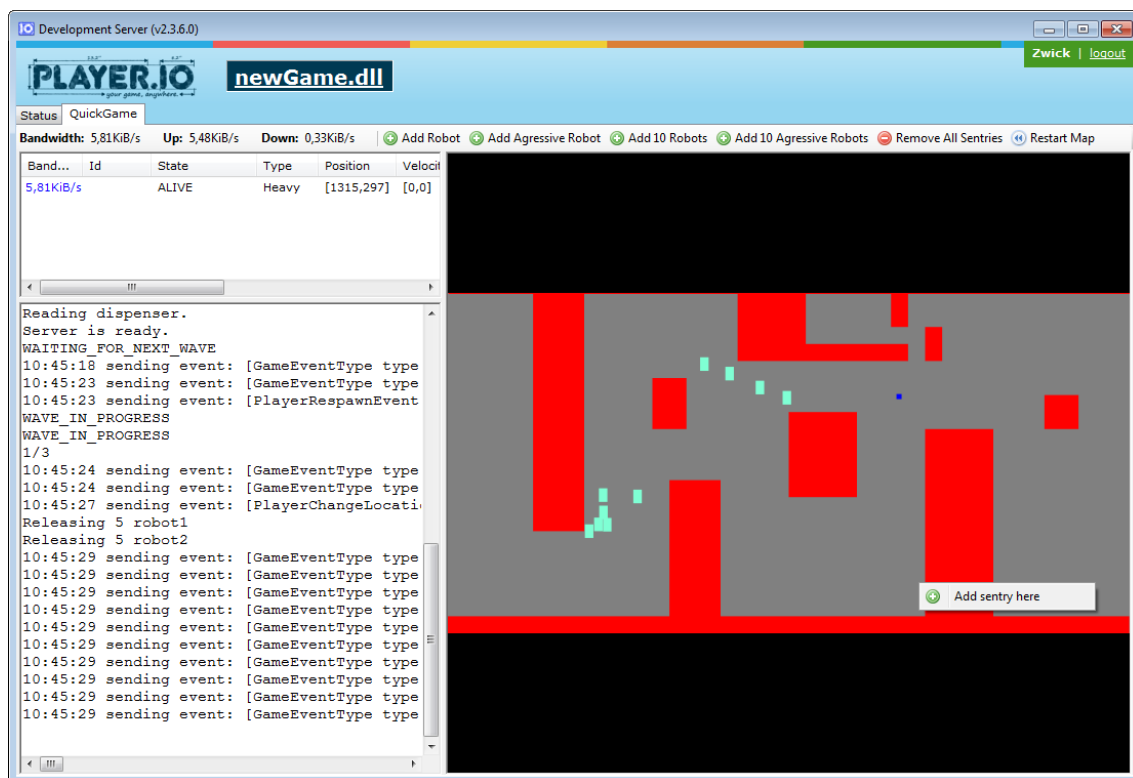 Development Server (v2.3.6.0)
Zwick | logout
PLAYER.IO
your game, anywhere.
newGame.dll
Status QuickGame
Bandwidth: 5,81KiB/s Up: 5,48KiB/s Down: 0,33KiB/s Add Robot Add Agressive Robot Add 10 Robots Add 10 Agressive Robots Remove All Sentries Restart Map
Band... Id State Type Position Velocit
5,81KiB/s ALIVE Heavy [1315,297] [0,0]
Reading dispenser.
Server is ready.
WAITING_FOR_NEXT_WAVE
10:45:18 sending event: [GameEventType type
10:45:23 sending event: [GameEventType type
10:45:23 sending event: [PlayerRespawnEvent
WAVE_IN_PROGRESS
WAVE_IN_PROGRESS
1/3
10:45:24 sending event: [GameEventType type
10:45:24 sending event: [GameEventType type
10:45:27 sending event: [PlayerChangeLocati
Releasing 5 robot1
Releasing 5 robot2
10:45:29 sending event: [GameEventType type
10:45:29 sending event: [GameEventType type
10:45:29 sending event: [GameEventType type
10:45:29 sending event: [GameEventType type
10:45:29 sending event: [GameEventType type
10:45:29 sending event: [GameEventType type
10:45:29 sending event: [GameEventType type
10:45:29 sending event: [GameEventType type
10:45:29 sending event: [GameEventType type
10:45:29 sending event: [GameEventType type
Add sentry here